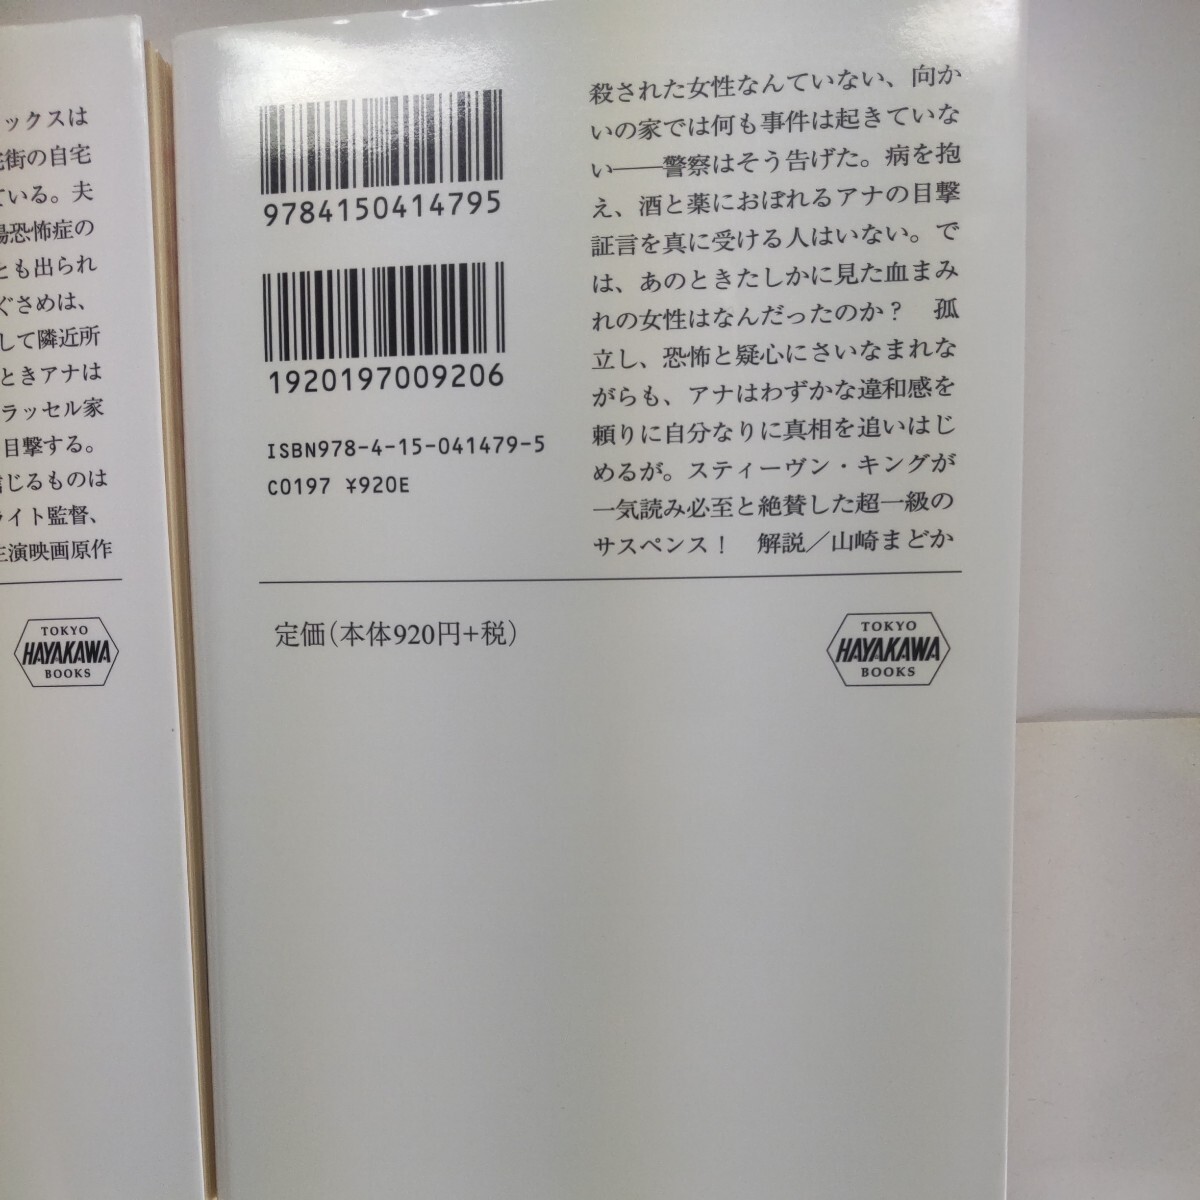 ックスは
宅街の自宅
ている。夫
場恐怖症の
とも出られ
ぐさめは、
して隣近所
ときアナは
ラッセル家
目撃する。
信じるものは
ライト監督、
主演映画原作
TOKYO
HAYAKAWA
BOOKS
9784150414795
1920197009206
ISBN978-4-15-041479-5
C0197 ¥920E
殺された女性なんていない、向か
いの家では何も事件は起きていな
い――警察はそう告げた。病を抱
え、酒と薬におぼれるアナの目撃
証言を真に受ける人はいない。で
は、あのときたしかに見た血まみ
れの女性はなんだったのか?　孤
立し、恐怖と疑心にさいなまれな
がらも、アナはわずかな違和感を
頼りに自分なりに真相を追いはじ
めるが。スティーヴン・キングが
一気読み必至と絶賛した超一級の
サスペンス!　解説/山崎まどか
定価(本体920円+税)
TOKYO
HAYAKAWA
BOOKS